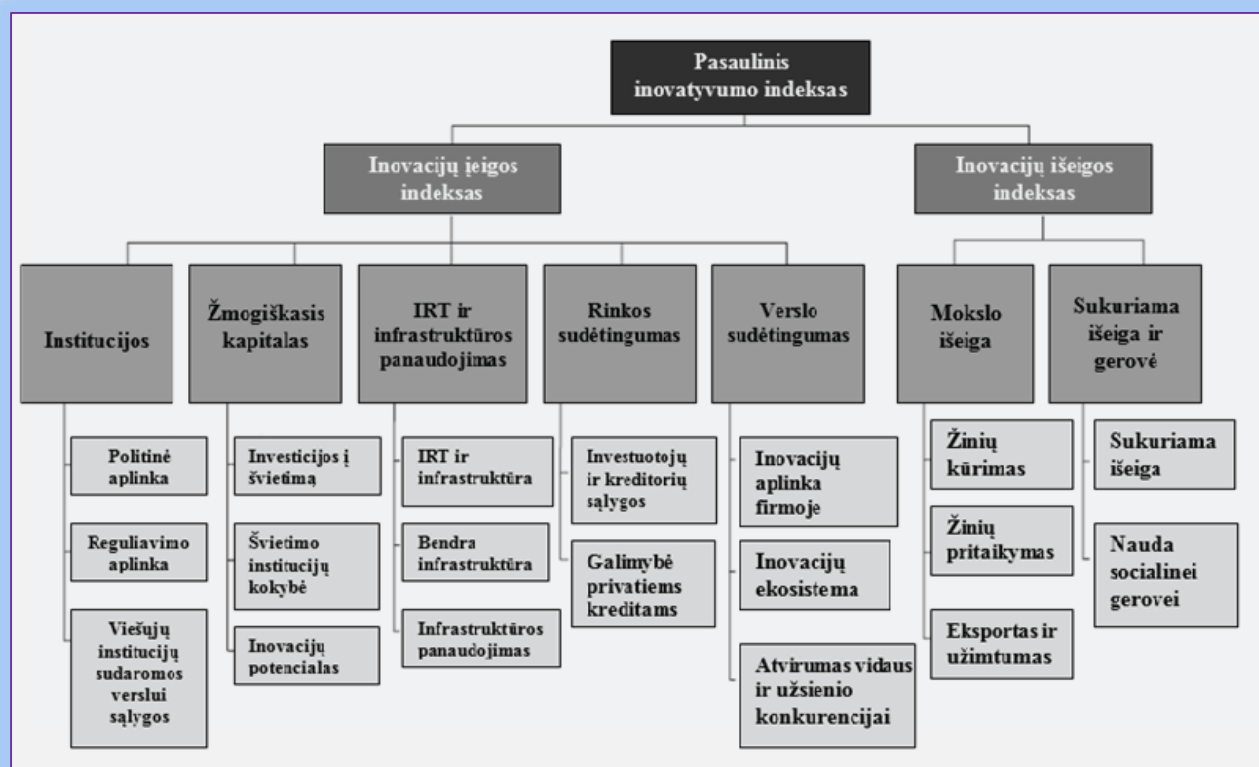 Pasaulinis
inovatyvumo indeksas
Inovacijų įeigos
indeksas
Inovacijų išeigos
indeksas
Institucijos
Žmogiškasis
kapitalas
IRT ir
infrastruktūros
panaudojimas
Rinkos
sudėtingumas
Verslo
sudėtingumas
Mokslo
išeiga
Sukuriama
išeiga ir
gerovė
Politinė
aplinka
Reguliavimo
aplinka
Viešųjų
institucijų
sudaromos
verslui
sąlygos
Investicijos į
švietimą
Švietimo
institucijų
kokybė
Inovacijų
potencialas
IRT ir
infrastruktūra
Bendra
infrastruktūra
Infrastruktūros
panaudojimas
Investuotojų
ir kreditorių
sąlygos
Galimybė
privatiems
kreditams
Inovacijų
aplinka
firmoje
Inovacijų
ekosistema
Atvirumas vidaus
ir užsienio
konkurencijai
Žinių
kūrimas
Žinių
pritaikymas
Eksportas ir
užimtumas
Sukuriama
išeiga
Nauda
socialinei
gerovei